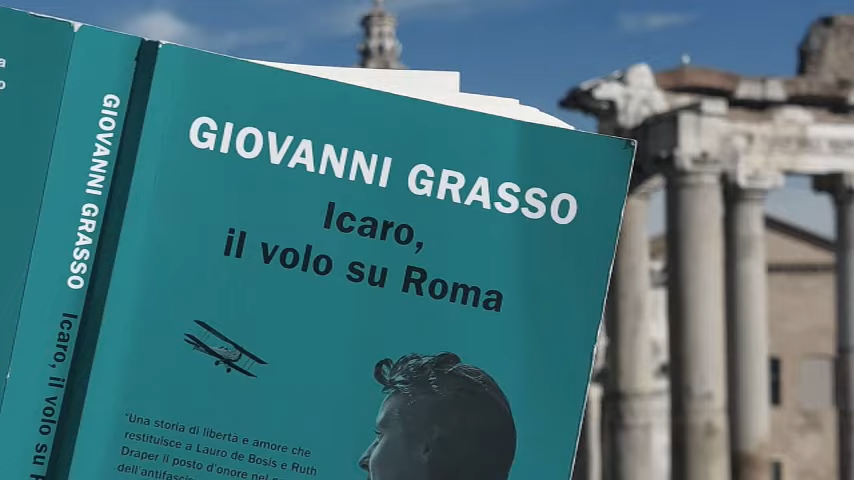 a
o
GIOVANNI GRASSO
Icaro, il volo su
GIOVANNI GRASSO
Icaro,
il volo su Roma
"Una storia di libertà e amore che
restituisce a Lauro de Bosis e Ruth
Draper il posto d'onore nel
dell'antifasc